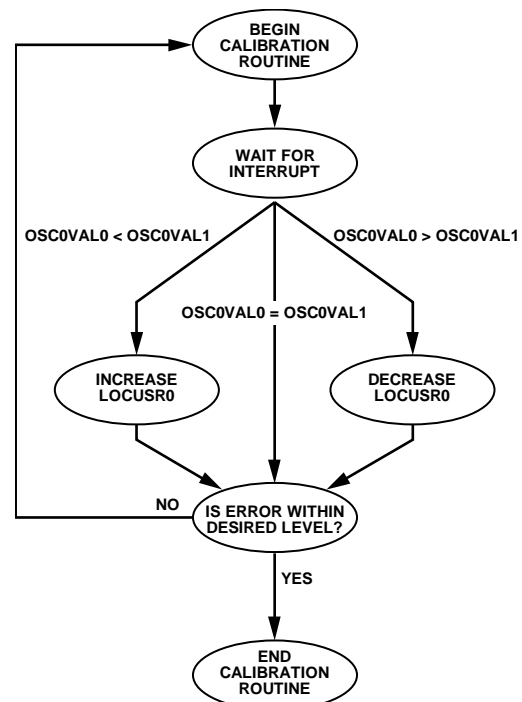 BEGIN
CALIBRATION
ROUTINE
WAIT FOR
INTERRUPT
OSC0VAL0 < OSC0VAL1
OSC0VAL0 > OSC0VAL1
OSC0VAL0 = OSC0VAL1
INCREASE
LOCUSR0
DECREASE
LOCUSR0
NO
IS ERROR WITHIN
DESIRED LEVEL?
YES
END
CALIBRATION
ROUTINE